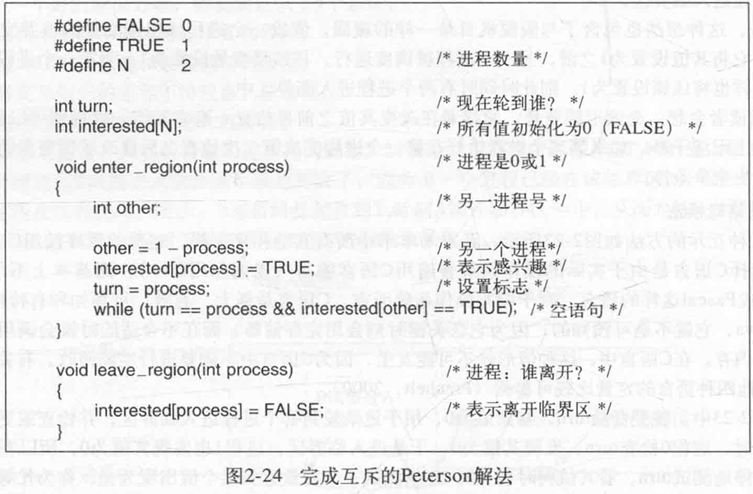 #define FALSE 0
#define TRUE 1
#define N 2 /* 进程数量 */
int turn; /* 现在轮到谁? */
int interested[N]; /* 所有值初始化为0（FALSE） */
void enter_region(int process) /* 进程是0或1 */
{
int other; /* 另一进程号 */
other = 1 – process; /* 另一个进程 */
interested[process] = TRUE; /* 表示感兴趣 */
turn = process; /* 设置标志 */
while (turn == process && interested[other] == TRUE); /* 空语句 */
}
void leave_region(int process) /* 进程：谁离开? */
{
interested[process] = FALSE; /* 表示离开临界区 */
}
图2-24 完成互斥的Peterson解法